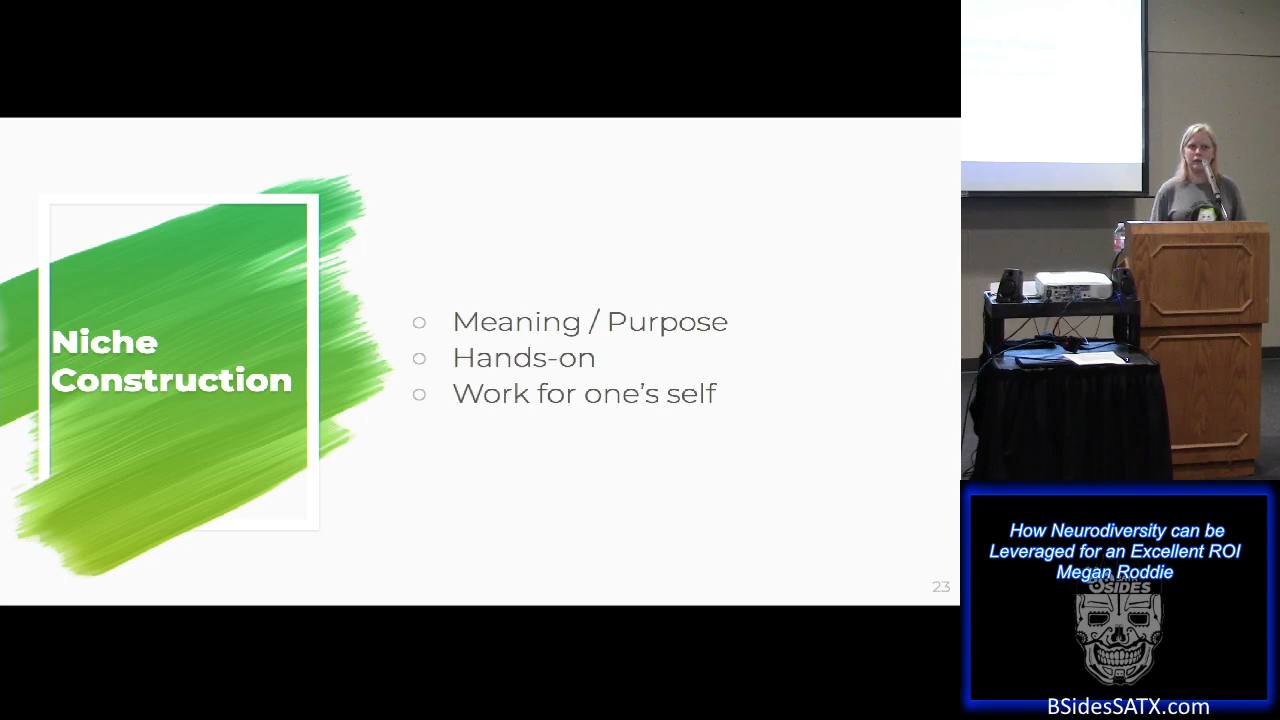 Niche
Construction
Meaning / Purpose
Hands-on
Work for one's self
23
How Neurodiversity can be
Leveraged for an Excellent ROI
Megan Roddie
BSIDES
BSidesSATX.com